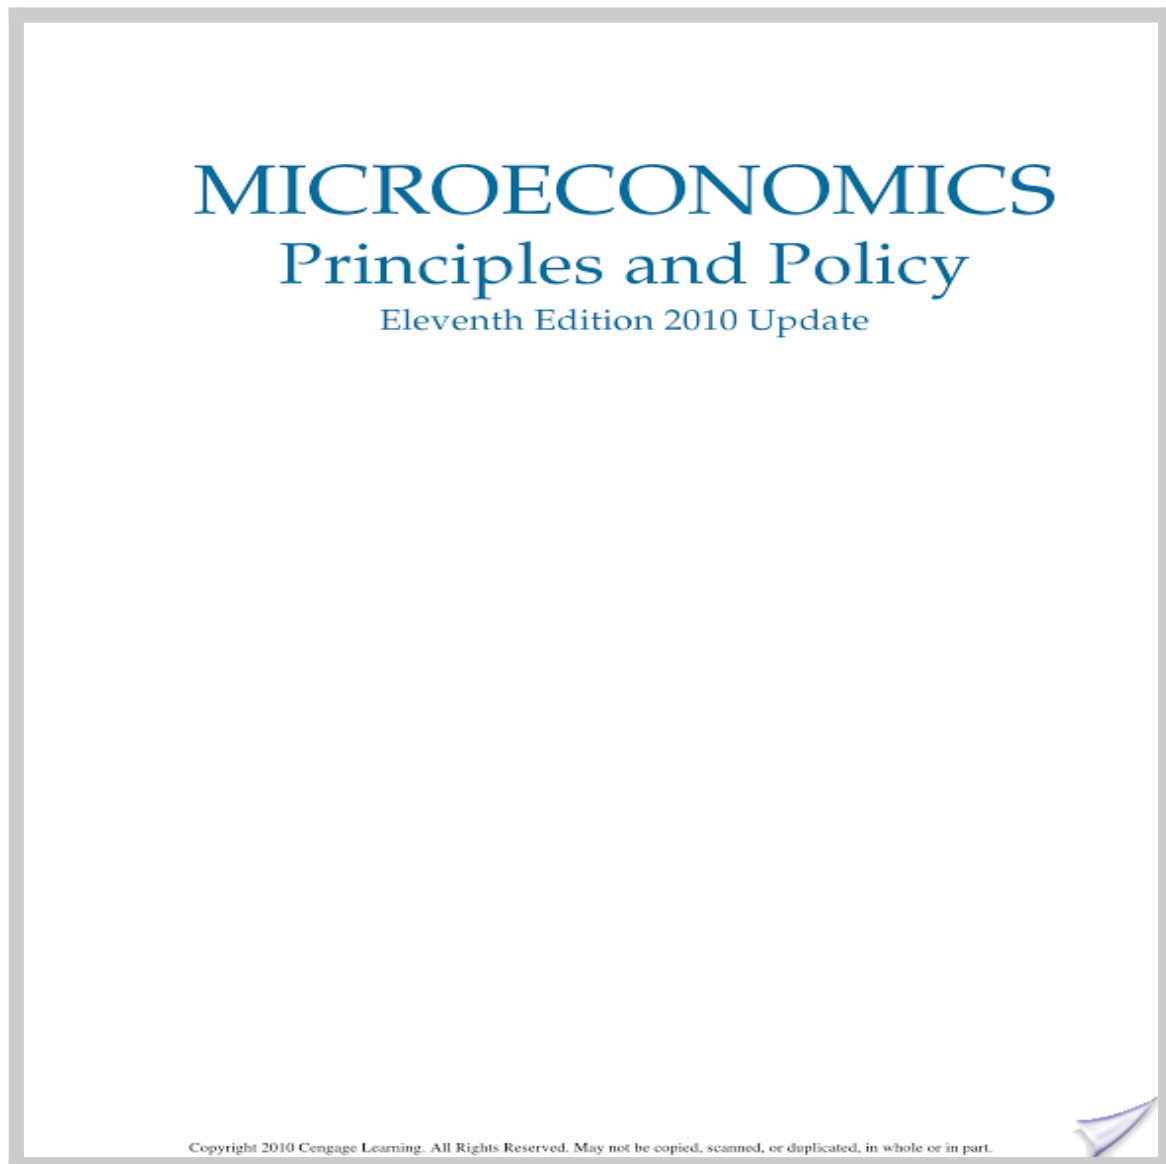 MICROECONOMICS
Principles and Policy
Eleventh Edition 2010 Update
Copyright 2010 Cengage Learning. All Rights Reserved. May not be copied, scanned, or duplicated, in whole or in part.